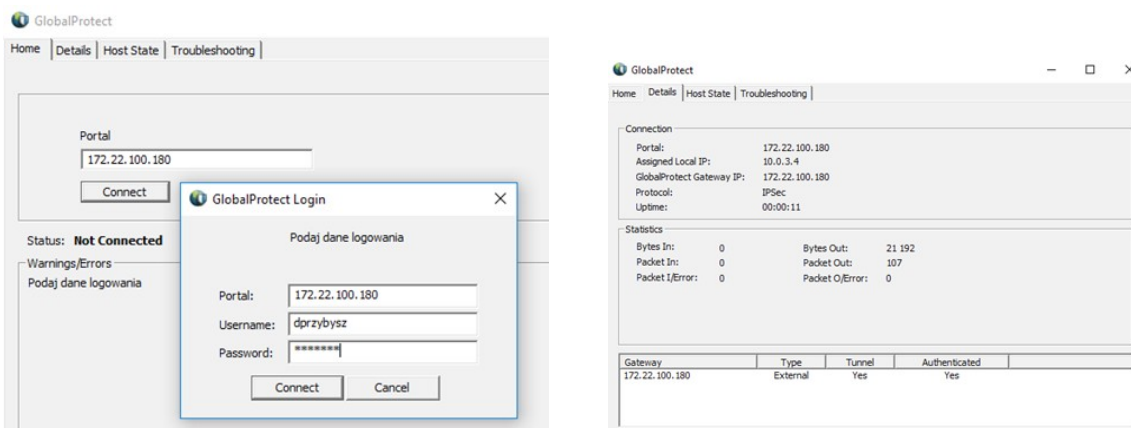 GlobalProtect
Home Details Host State Troubleshooting
Portal
172.22.100.180
Connect
Status: Not Connected
Warnings/Errors
Podaj dane logowania
GlobalProtect Login
Podaj dane logowania
Portal: 172.22.100.180
Username: dprzybysz
Password: *******
Connect Cancel
GlobalProtect
Home Details Host State Troubleshooting
Connection
Portal: 172.22.100.180
Assigned Local IP: 10.0.3.4
GlobalProtect Gateway IP: 172.22.100.180
Protocol: IPSec
Uptime: 00:00:11
Statistics
Bytes In: 0 Bytes Out: 21 192
Packet In: 0 Packet Out: 107
Packet I/Error: 0 Packet O/Error: 0
Gateway Type Tunnel Authenticated
172.22.100.180 External Yes Yes